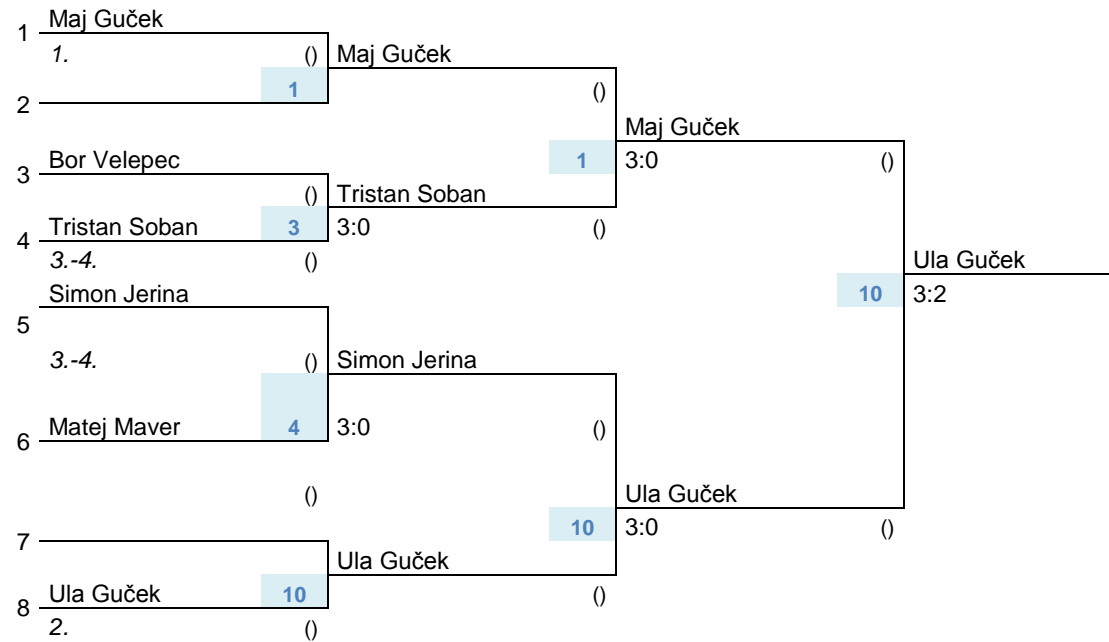 1 Maj Guček
1. () Maj Guček
1 ()
2
Maj Guček
3 Bor Velepec 1 3:0 ()
() Tristan Soban
4 Tristan Soban 3 3:0 ()
3.-4. () Ula Guček
Simon Jerina 10 3:2
5
3.-4. () Simon Jerina
6 Matej Maver 4 3:0 ()
() Ula Guček
10 3:0 ()
7
Ula Guček
8 Ula Guček 10 ()
2. ()